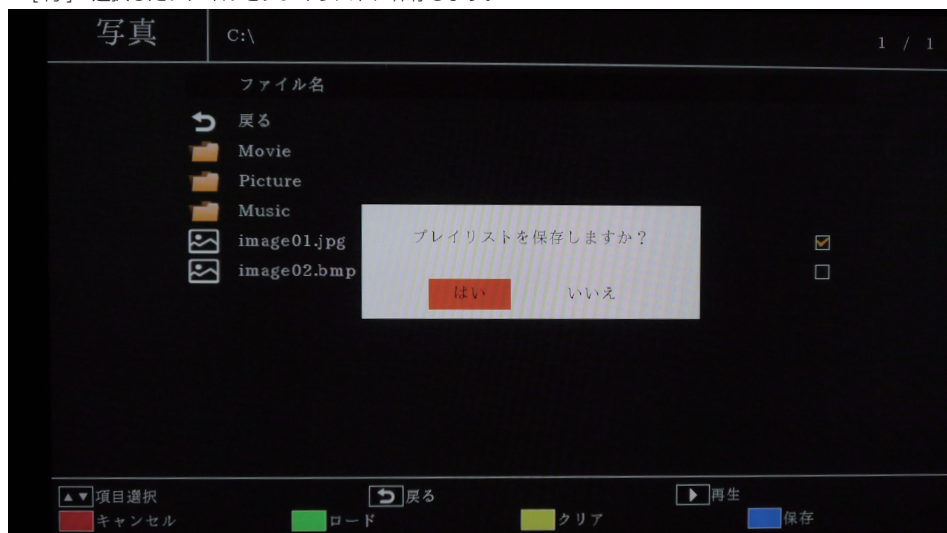 写真 C:\ 1 / 1
ファイル名
戻る
Movie
Picture
Music
image01.jpg
image02.bmp
プレイリストを保存しますか？
はい いいえ
項目選択 戻る 再生
キャンセル ロード クリア 保存